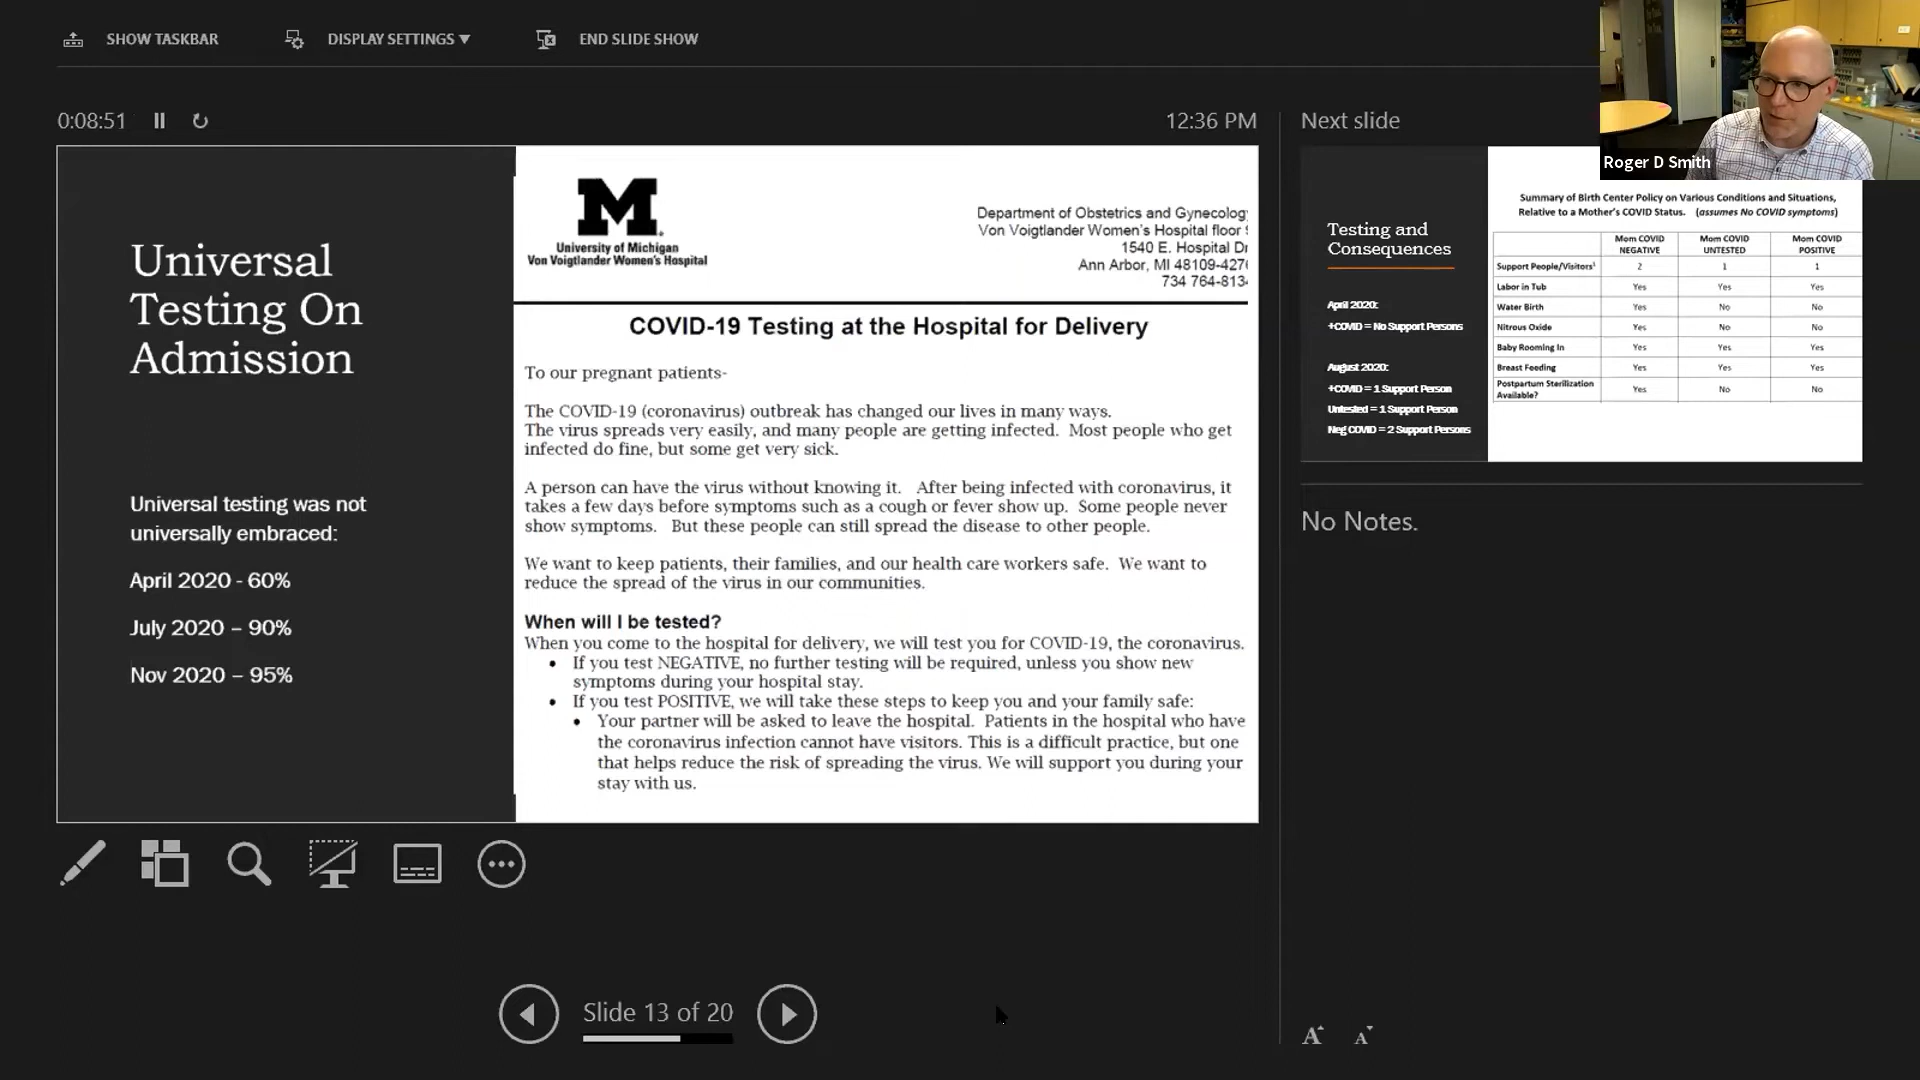 SHOW TASKBAR
DISPLAY SETTINGS ▼
END SLIDE SHOW
0:08:51
12:36 PM
Next slide
Roger D Smith
Universal
Testing On
Admission
Universal testing was not
universally embraced:
April 2020 - 60%
July 2020 – 90%
Nov 2020 – 95%
M
University of Michigan
Von Voigtlander Women's Hospital
Department of Obstetrics and Gynecology
Von Voigtlander Women's Hospital floor
1540 E. Hospital Dr
Ann Arbor, MI 48109-427
734 764-813
COVID-19 Testing at the Hospital for Delivery
To our pregnant patients-
The COVID-19 (coronavirus) outbreak has changed our lives in many ways.
The virus spreads very easily, and many people are getting infected. Most people who get
infected do fine, but some get very sick.
A person can have the virus without knowing it. After being infected with coronavirus, it
takes a few days before symptoms such as a cough or fever show up. Some people never
show symptoms. But these people can still spread the disease to other people.
We want to keep patients, their families, and our health care workers safe. We want to
reduce the spread of the virus in our communities.
When will I be tested?
When you come to the hospital for delivery, we will test you for COVID-19, the coronavirus.
• If you test NEGATIVE, no further testing will be required, unless you show new
symptoms during your hospital stay.
• If you test POSITIVE, we will take these steps to keep you and your family safe:
• Your partner will be asked to leave the hospital. Patients in the hospital who have
the coronavirus infection cannot have visitors. This is a difficult practice, but one
that helps reduce the risk of spreading the virus. We will support you during your
stay with us.
Testing and
Consequences
April 2020:
+COVID = No Support Persons
August 2020:
+COVID = 1 Support Person
Untested = 1 Support Person
Neg COVID = 2 Support Persons
Summary of Birth Center Policy on Various Conditions and Situations,
Relative to a Mother's COVID Status. (assumes No COVID symptoms)
Mom COVID NEGATIVE Mom COVID UNTESTED Mom COVID POSITIVE
Support People/Visitors¹ 2 1 1
Labor in Tub Yes Yes Yes
Water Birth Yes No No
Nitrous Oxide Yes No No
Baby Rooming In Yes Yes Yes
Breast Feeding Yes Yes Yes
Postpartum Sterilization Available? Yes No No
No Notes.
Slide 13 of 20
A A